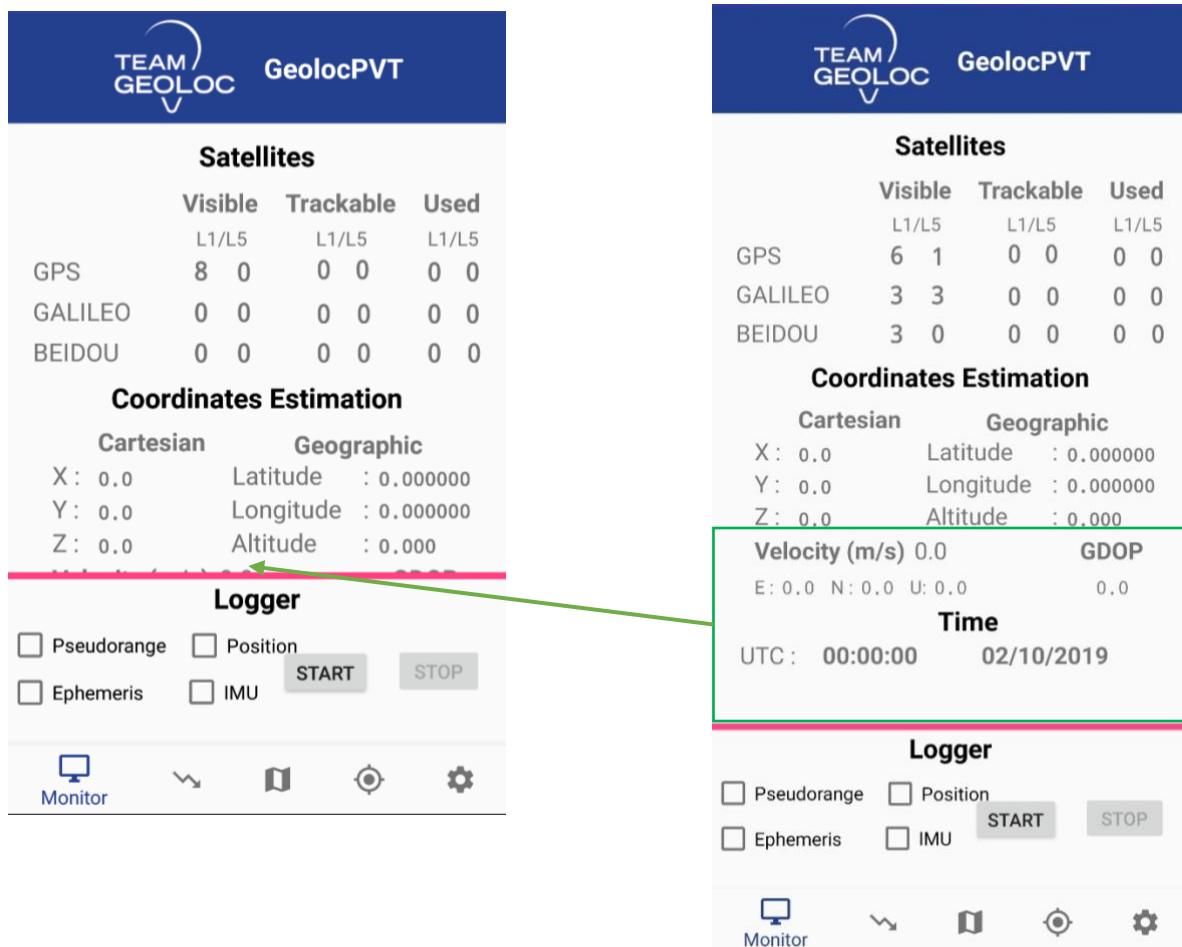 TEAM
GEOLOC
GeolocPVT
Satellites
Visible Trackable Used
L1/L5 L1/L5 L1/L5
GPS 8 0 0 0 0 0
GALILEO 0 0 0 0 0 0
BEIDOU 0 0 0 0 0 0
Coordinates Estimation
Cartesian Geographic
X : 0.0 Latitude : 0.000000
Y : 0.0 Longitude : 0.000000
Z : 0.0 Altitude : 0.000
Logger
Pseudorange Position
Ephemeris IMU START STOP
Monitor
TEAM
GEOLOC
GeolocPVT
Satellites
Visible Trackable Used
L1/L5 L1/L5 L1/L5
GPS 6 1 0 0 0 0
GALILEO 3 3 0 0 0 0
BEIDOU 3 0 0 0 0 0
Coordinates Estimation
Cartesian Geographic
X : 0.0 Latitude : 0.000000
Y : 0.0 Longitude : 0.000000
Z : 0.0 Altitude : 0.000
Velocity (m/s) 0.0 GDOP
E : 0.0 N : 0.0 U: 0.0 0.0
Time
UTC : 00:00:00 02/10/2019
Logger
Pseudorange Position
Ephemeris IMU START STOP
Monitor